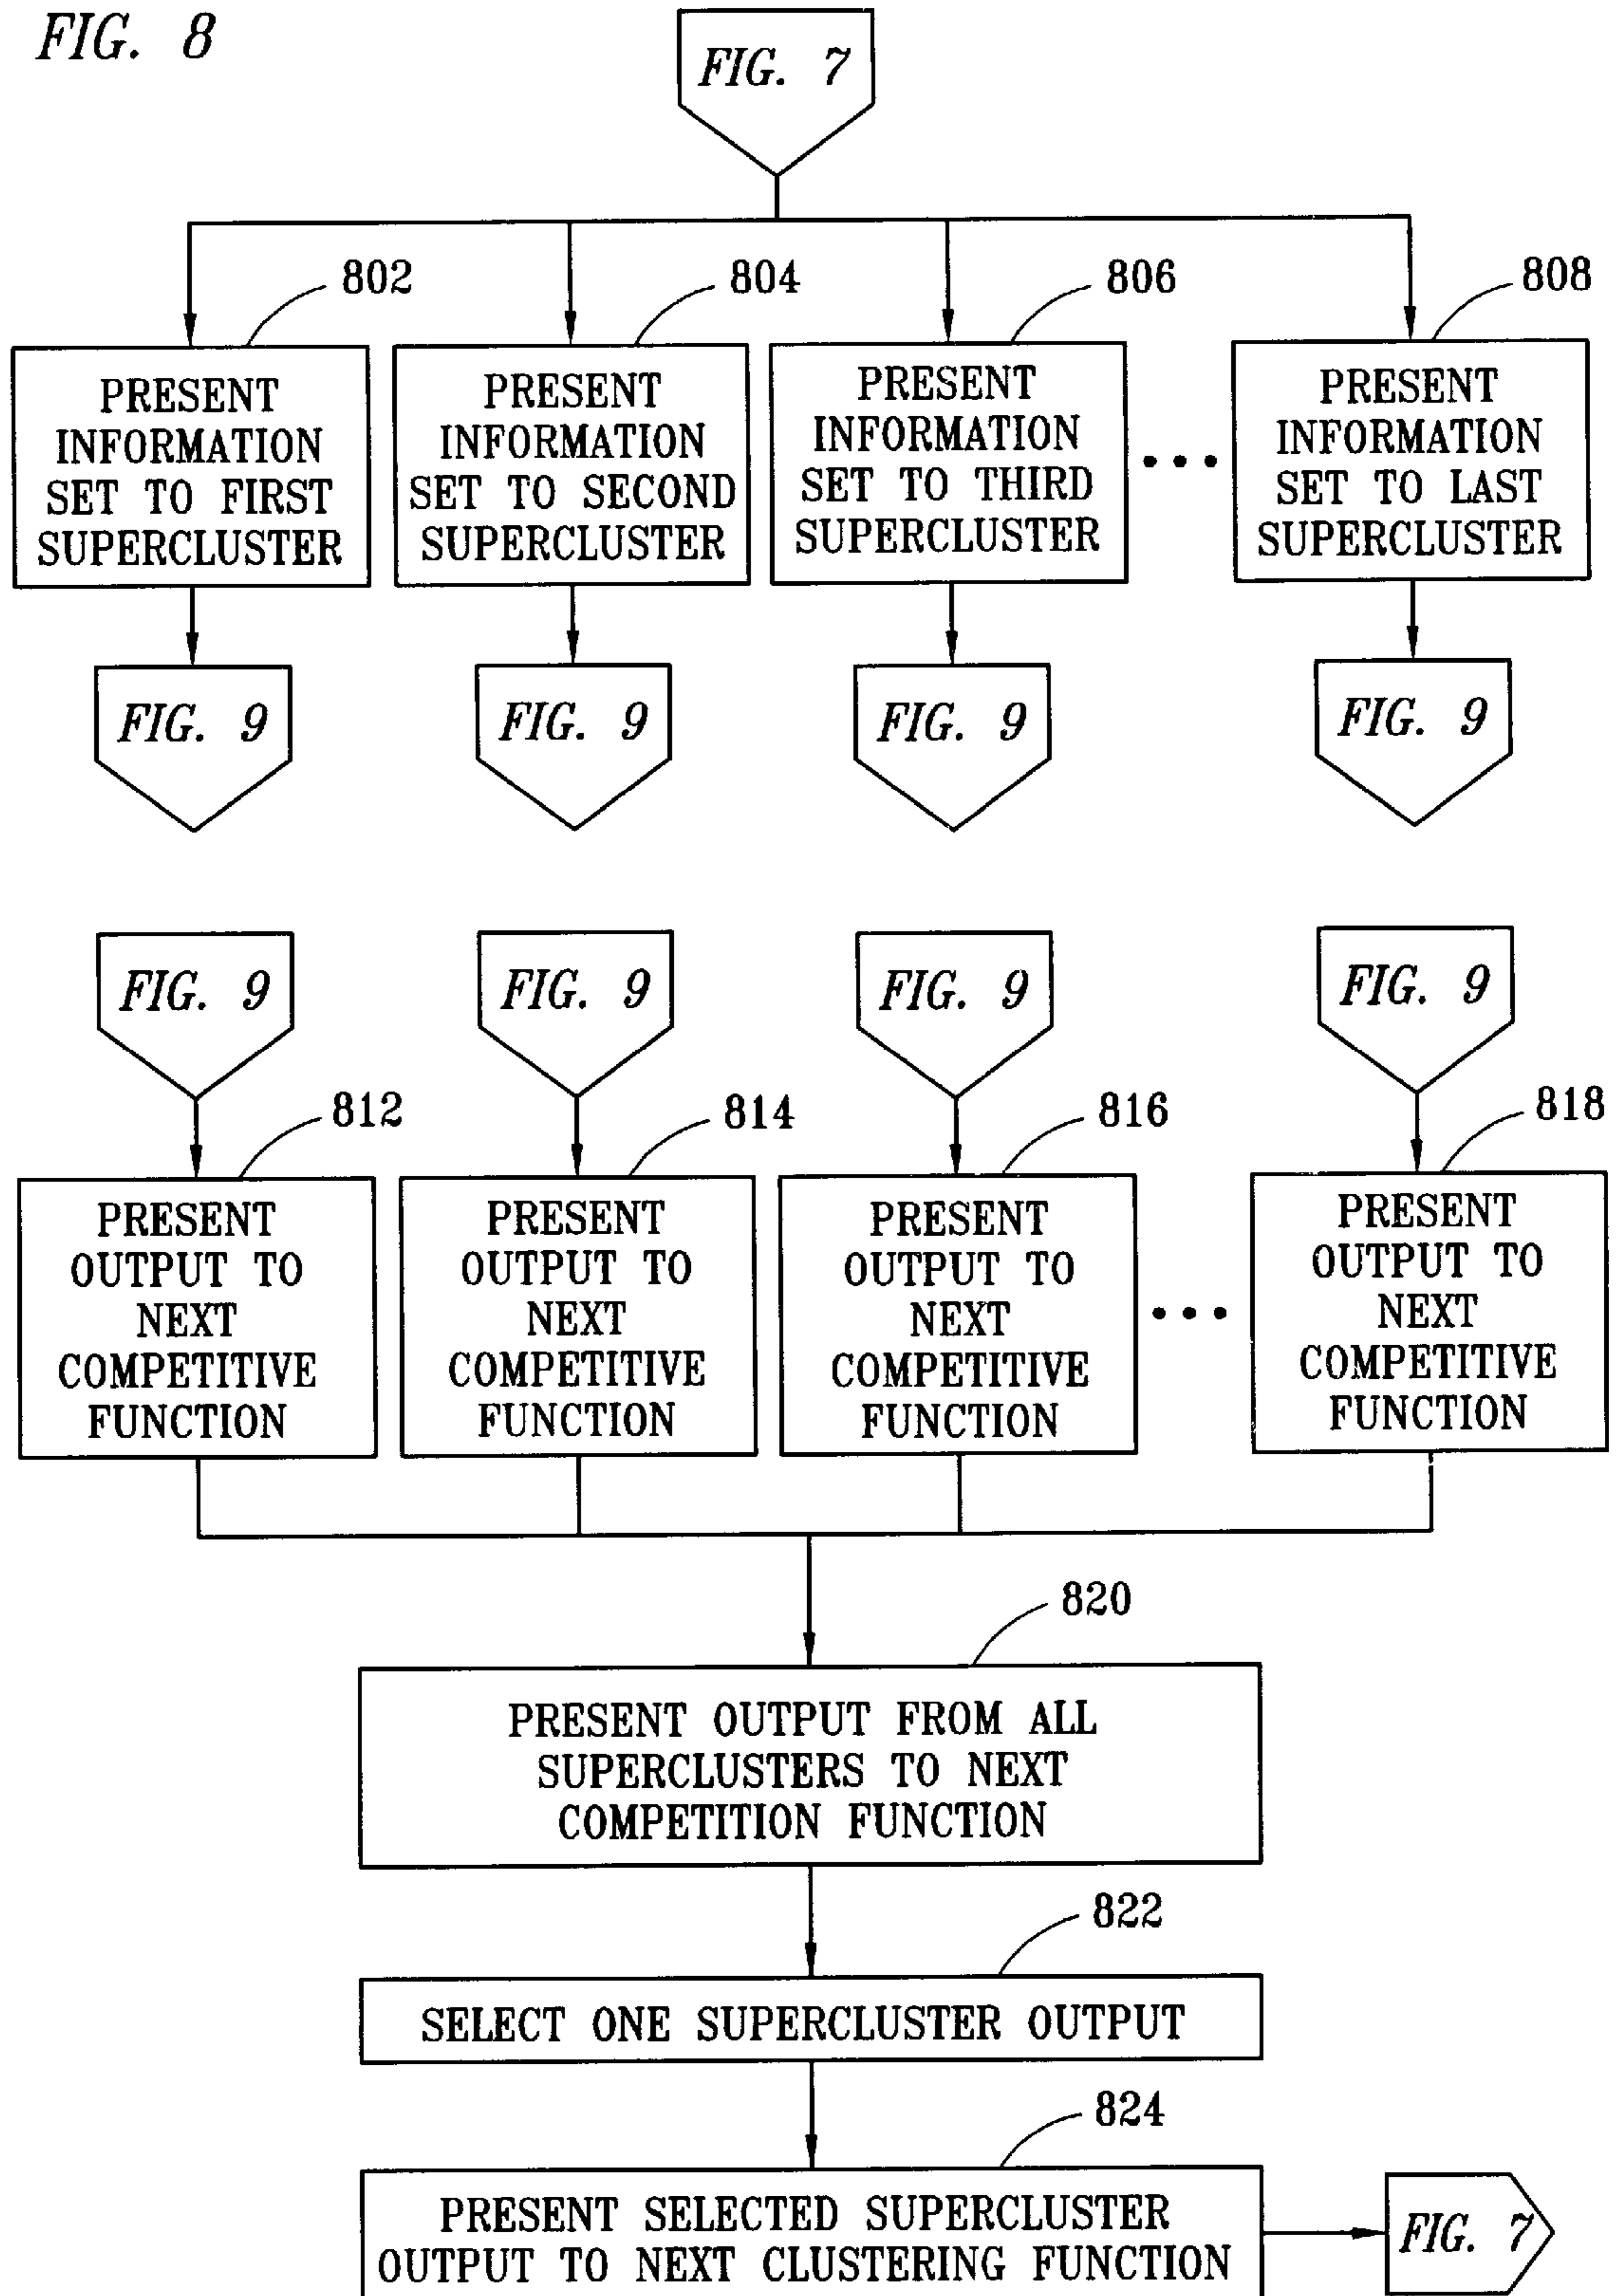 FIG. 8
FIG. 7
802
804
806
808
PRESENT
INFORMATION
SET TO FIRST
SUPERCLUSTER
PRESENT
INFORMATION
SET TO SECOND
SUPERCLUSTER
PRESENT
INFORMATION
SET TO THIRD
SUPERCLUSTER
•••
PRESENT
INFORMATION
SET TO LAST
SUPERCLUSTER
FIG. 9
FIG. 9
FIG. 9
FIG. 9
FIG. 9
FIG. 9
FIG. 9
FIG. 9
812
814
816
818
PRESENT
OUTPUT TO
NEXT
COMPETITIVE
FUNCTION
PRESENT
OUTPUT TO
NEXT
COMPETITIVE
FUNCTION
PRESENT
OUTPUT TO
NEXT
COMPETITIVE
FUNCTION
•••
PRESENT
OUTPUT TO
NEXT
COMPETITIVE
FUNCTION
820
PRESENT OUTPUT FROM ALL
SUPERCLUSTERS TO NEXT
COMPETITION FUNCTION
822
SELECT ONE SUPERCLUSTER OUTPUT
824
PRESENT SELECTED SUPERCLUSTER
OUTPUT TO NEXT CLUSTERING FUNCTION
FIG. 7